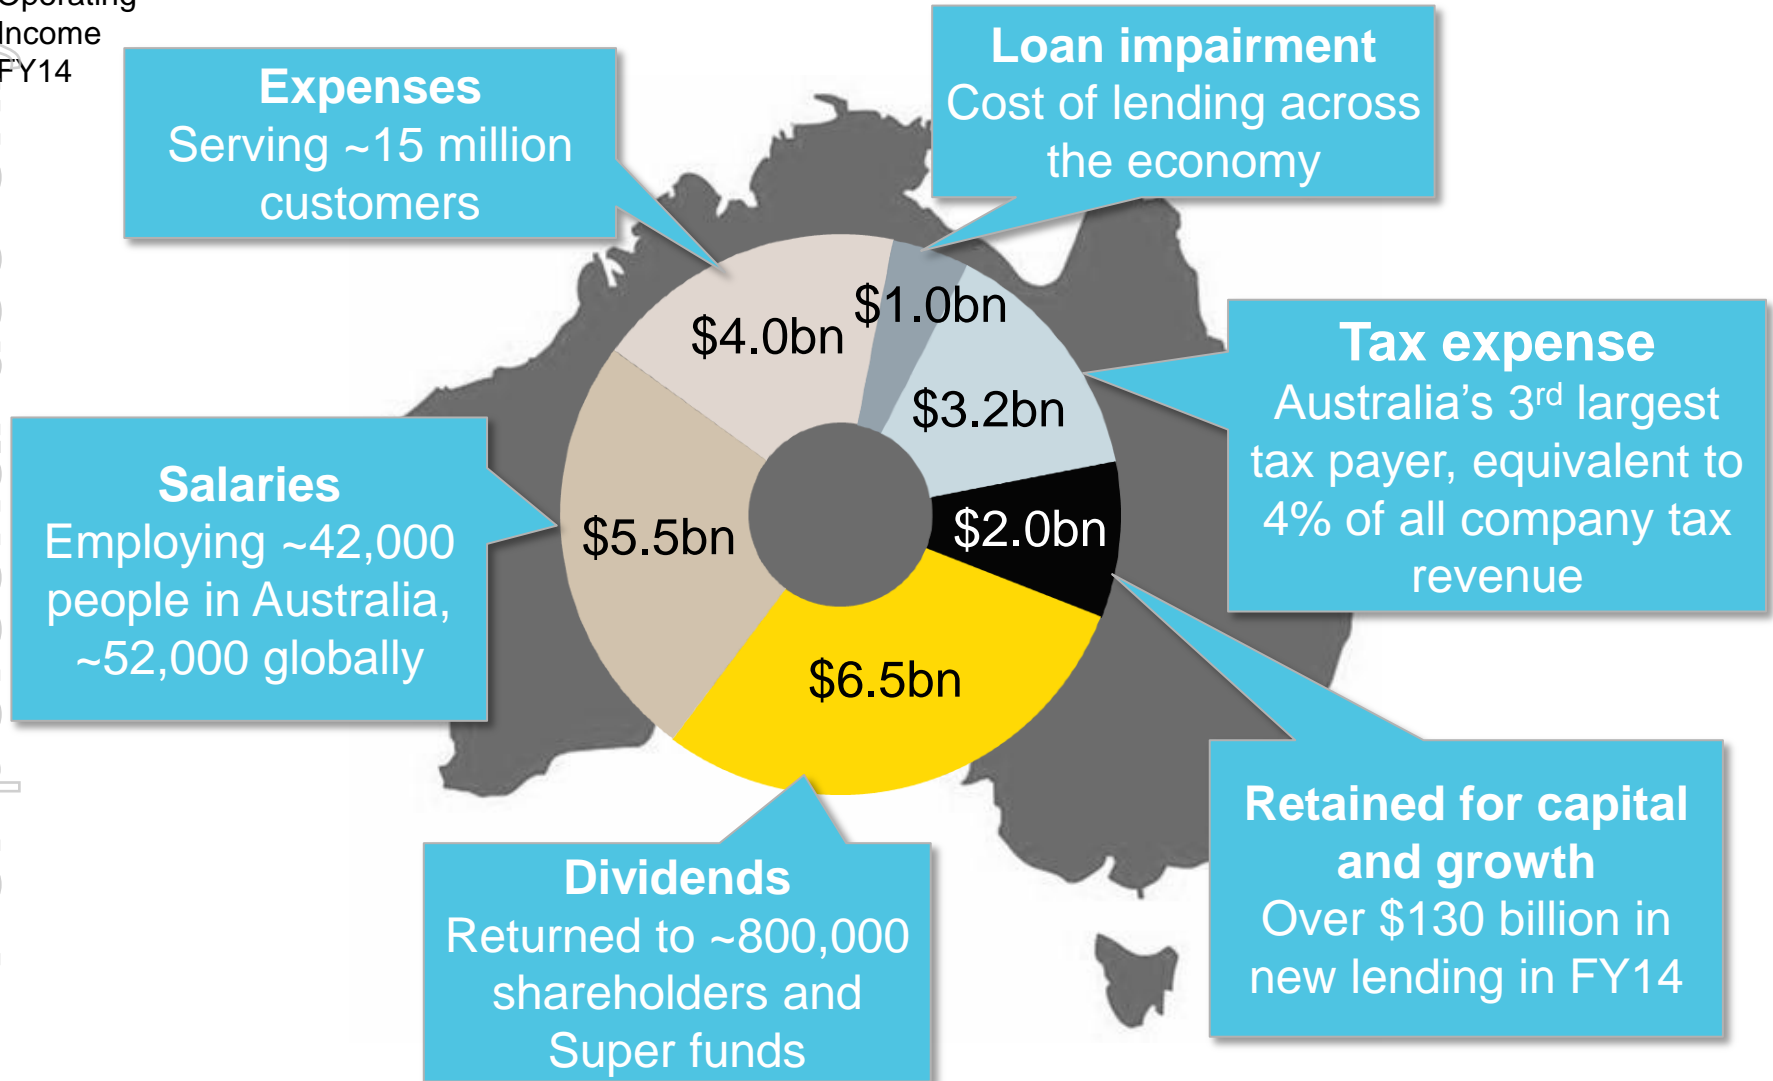 Operating
Income
FY14
Expenses
Serving ~15 million
customers
Loan impairment
Cost of lending across
the economy
$4.0bn
$1.0bn
$3.2bn
Tax expense
Australia’s 3rd largest
tax payer, equivalent to
4% of all company tax
revenue
Salaries
Employing ~42,000
people in Australia,
~52,000 globally
$5.5bn
$2.0bn
$6.5bn
Dividends
Returned to ~800,000
shareholders and
Super funds
Retained for capital
and growth
Over $130 billion in
new lending in FY14